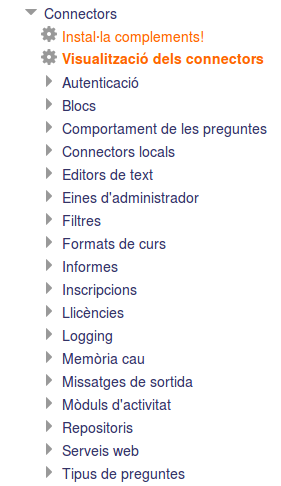 Connectors
Instal·la complements!
Visualització dels connectors
Autenticació
Blocs
Comportament de les preguntes
Connectors locals
Editors de text
Eines d'administrador
Filtres
Formats de curs
Informes
Inscripcions
Llicències
Logging
Memòria cau
Missatges de sortida
Mòduls d'activitat
Repositoris
Serveis web
Tipus de preguntes